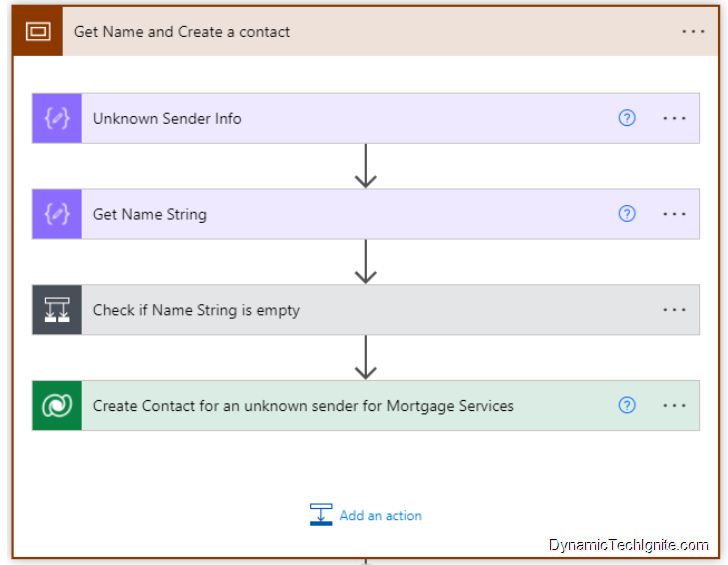 Get Name and Create a contact
Unknown Sender Info
Get Name String
Check if Name String is empty
Create Contact for an unknown sender for Mortgage Services
Add an action
DynamicTechIgnite.com